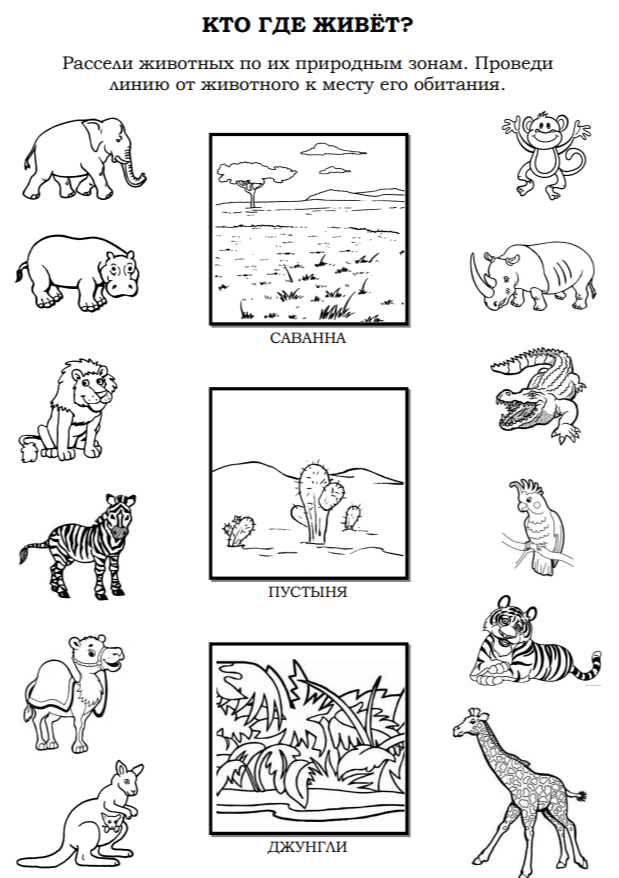 КТО ГДЕ ЖИВЁТ?
Рассели животных по их природным зонам. Проведи
линию от животного к месту его обитания.
САВАННА
ПУСТЫНЯ
ДЖУНГЛИ